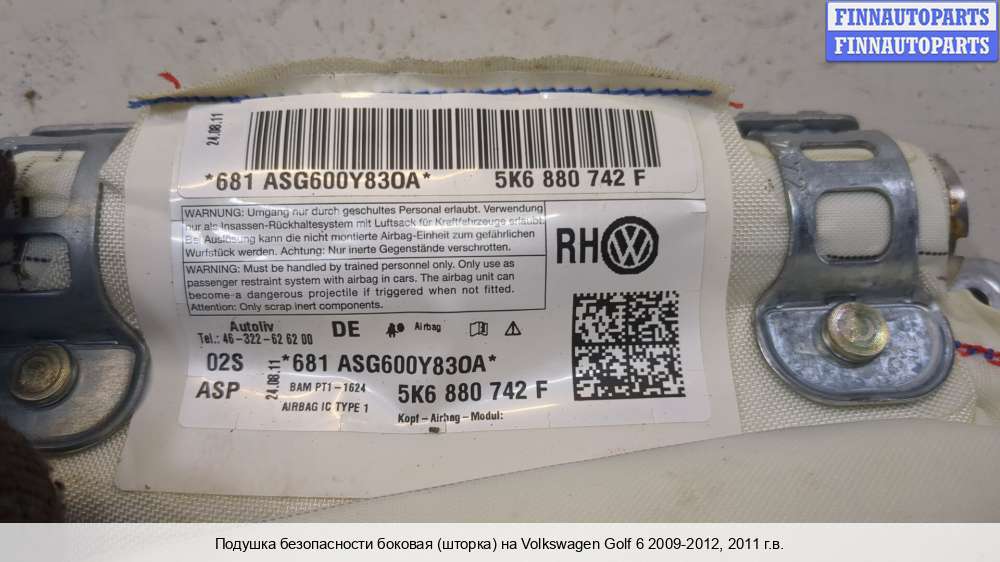 FINNAUTOPARTS
FINNAUTOPARTS
24.08.11
*681 ASG600Y83OA* 5K6 880 742 F
WARNING: Umgang nur durch geschultes Personal erlaubt. Verwendung
nur als Insassen-Rückhaltesystem mit Luftsack für Kraftfahrzeuge erlaubt.
Bei Auslösung kann die nicht montierte Airbag-Einheit zum gefährlichen
Wurfstück werden. Achtung: Nur inerte Gegenstände verschrotten.
WARNING: Must be handled by trained personnel only. Only use as
passenger restraint system with airbag in cars. The airbag unit can
become-a dangerous projectile if triggered when not fitted.
Attention: Only scrap inert components.
RH
Autoliv
Tel.: 46-322-62 62 00
DE
Airbag
02S *681 ASG600Y83OA*
ASP 24.08.11 BAM PT1-1624 5K6 880 742 F
AIRBAG IC TYPE 1
Kopf-Airbag-Modul:
Подушка безопасности боковая (шторка) на Volkswagen Golf 6 2009-2012, 2011 г.в.